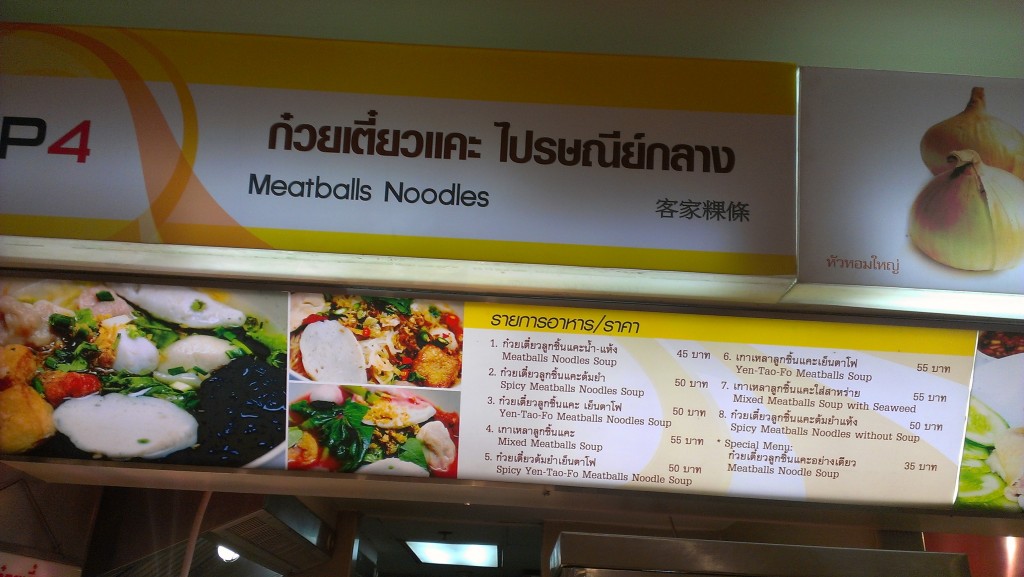 P4
ก๋วยเตี๋ยวแคะ ไปรษณีย์กลาง
Meatballs Noodles
客家粿條
หัวหอมใหญ่
รายการอาหาร/ราคา
1. ก๋วยเตี๋ยวลูกชิ้นแคะน้ำ-แห้ง 45 บาท
Meatballs Noodles Soup
2. ก๋วยเตี๋ยวลูกชิ้นแคะต้มยำ 50 บาท
Spicy Meatballs Noodles Soup
3. ก๋วยเตี๋ยวลูกชิ้นแคะ เย็นตาโฟ 50 บาท
Yen-Tao-Fo Meatballs Noodles Soup
4. เกาเหลาลูกชิ้นแคะ 55 บาท
Mixed Meatballs Soup
5. ก๋วยเตี๋ยวต้มยำเย็นตาโฟ 50 บาท
Spicy Yen-Tao-Fo Meatballs Noodle Soup
6. เกาเหลาลูกชิ้นแคะเย็นตาโฟ 55 บาท
Yen-Tao-Fo Meatballs Soup
7. เกาเหลาลูกชิ้นแคะใส่สาหร่าย 55 บาท
Mixed Meatballs Soup with Seaweed
8. ก๋วยเตี๋ยวลูกชิ้นแคะต้มยำแห้ง 50 บาท
Spicy Meatballs Noodles without Soup
* Special Menu:
ก๋วยเตี๋ยวลูกชิ้นแคะอย่างเดียว 35 บาท
Meatballs Noodle Soup